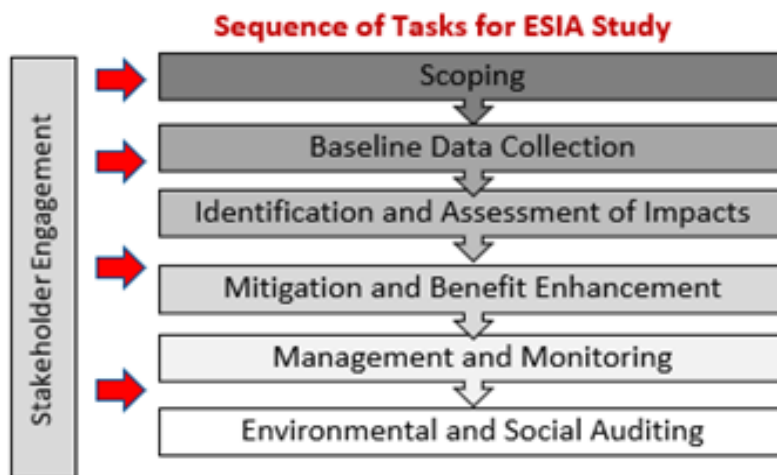 Sequence of Tasks for ESIA Study
Stakeholder Engagement
Scoping
Baseline Data Collection
Identification and Assessment of Impacts
Mitigation and Benefit Enhancement
Management and Monitoring
Environmental and Social Auditing